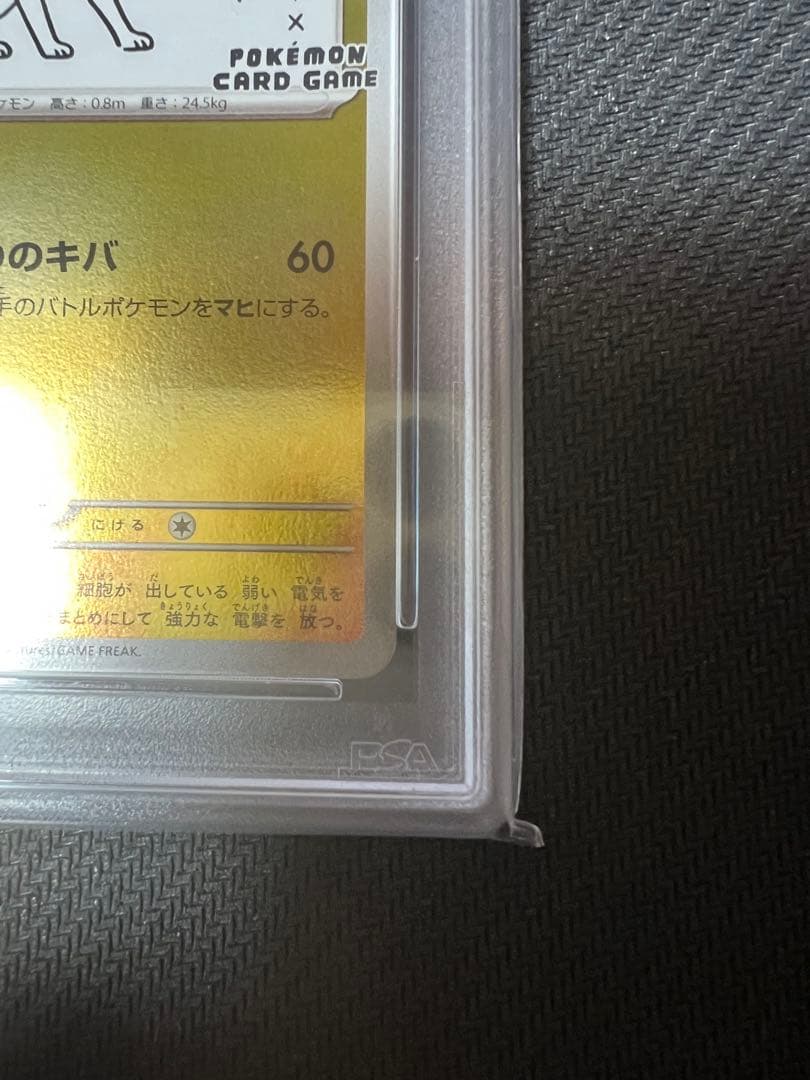 ×
POKÉMON
CARD GAME
ケモン 高さ:0.8m 重さ:24.5kg
のキバ 60
手のバトルポケモンをマヒにする。
にげる
細胞が 出している 弱い 電気を
まとめにして 強力な 電撃を 放つ。
GAME FREAK.
PSA